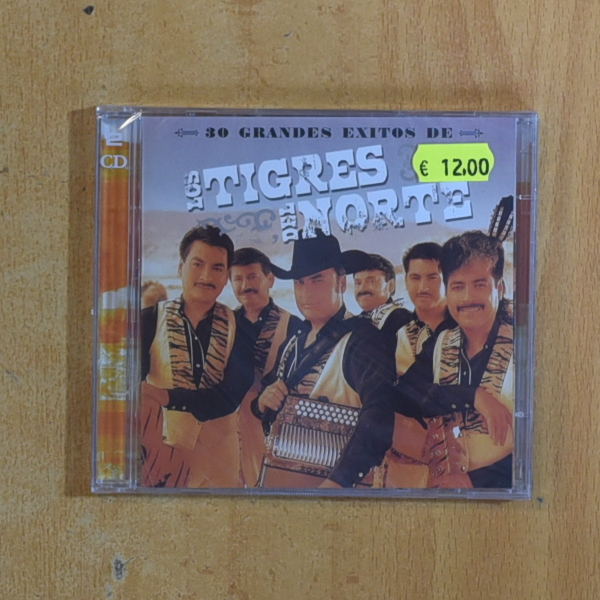 30 GRANDES EXITOS DE
LOS TIGRES
DEL NORTE
€ 12.00
2
CD